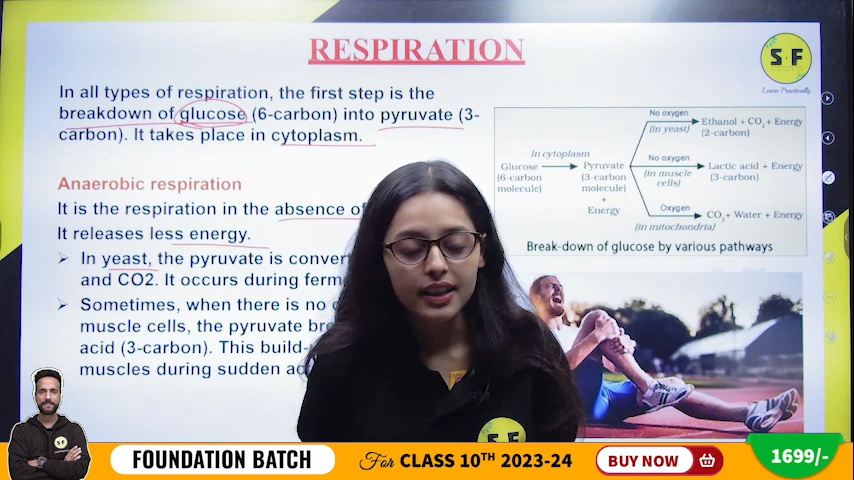 RESPIRATION
S F
Learn Practically
In all types of respiration, the first step is the
breakdown of glucose (6-carbon) into pyruvate (3-
carbon). It takes place in cytoplasm.
Anaerobic respiration
It is the respiration in the absence of
It releases less energy.
In yeast, the pyruvate is conver
and CO2. It occurs during ferm
Sometimes, when there is no
muscle cells, the pyruvate bre
acid (3-carbon). This build-
muscles during sudden ac
In cytoplasm
Glucose
(6-carbon
molecule)
Pyruvate
(3-carbon
molecule)
+
Energy
No oxygen
(in yeast)
Ethanol + CO2 + Energy
(2-carbon)
No oxygen
(in muscle
cells)
Lactic acid + Energy
(3-carbon)
Oxygen
(in mitochondria)
CO2 + Water + Energy
Break-down of glucose by various pathways
S F
FOUNDATION BATCH
For CLASS 10TH 2023-24
BUY NOW
1699/-